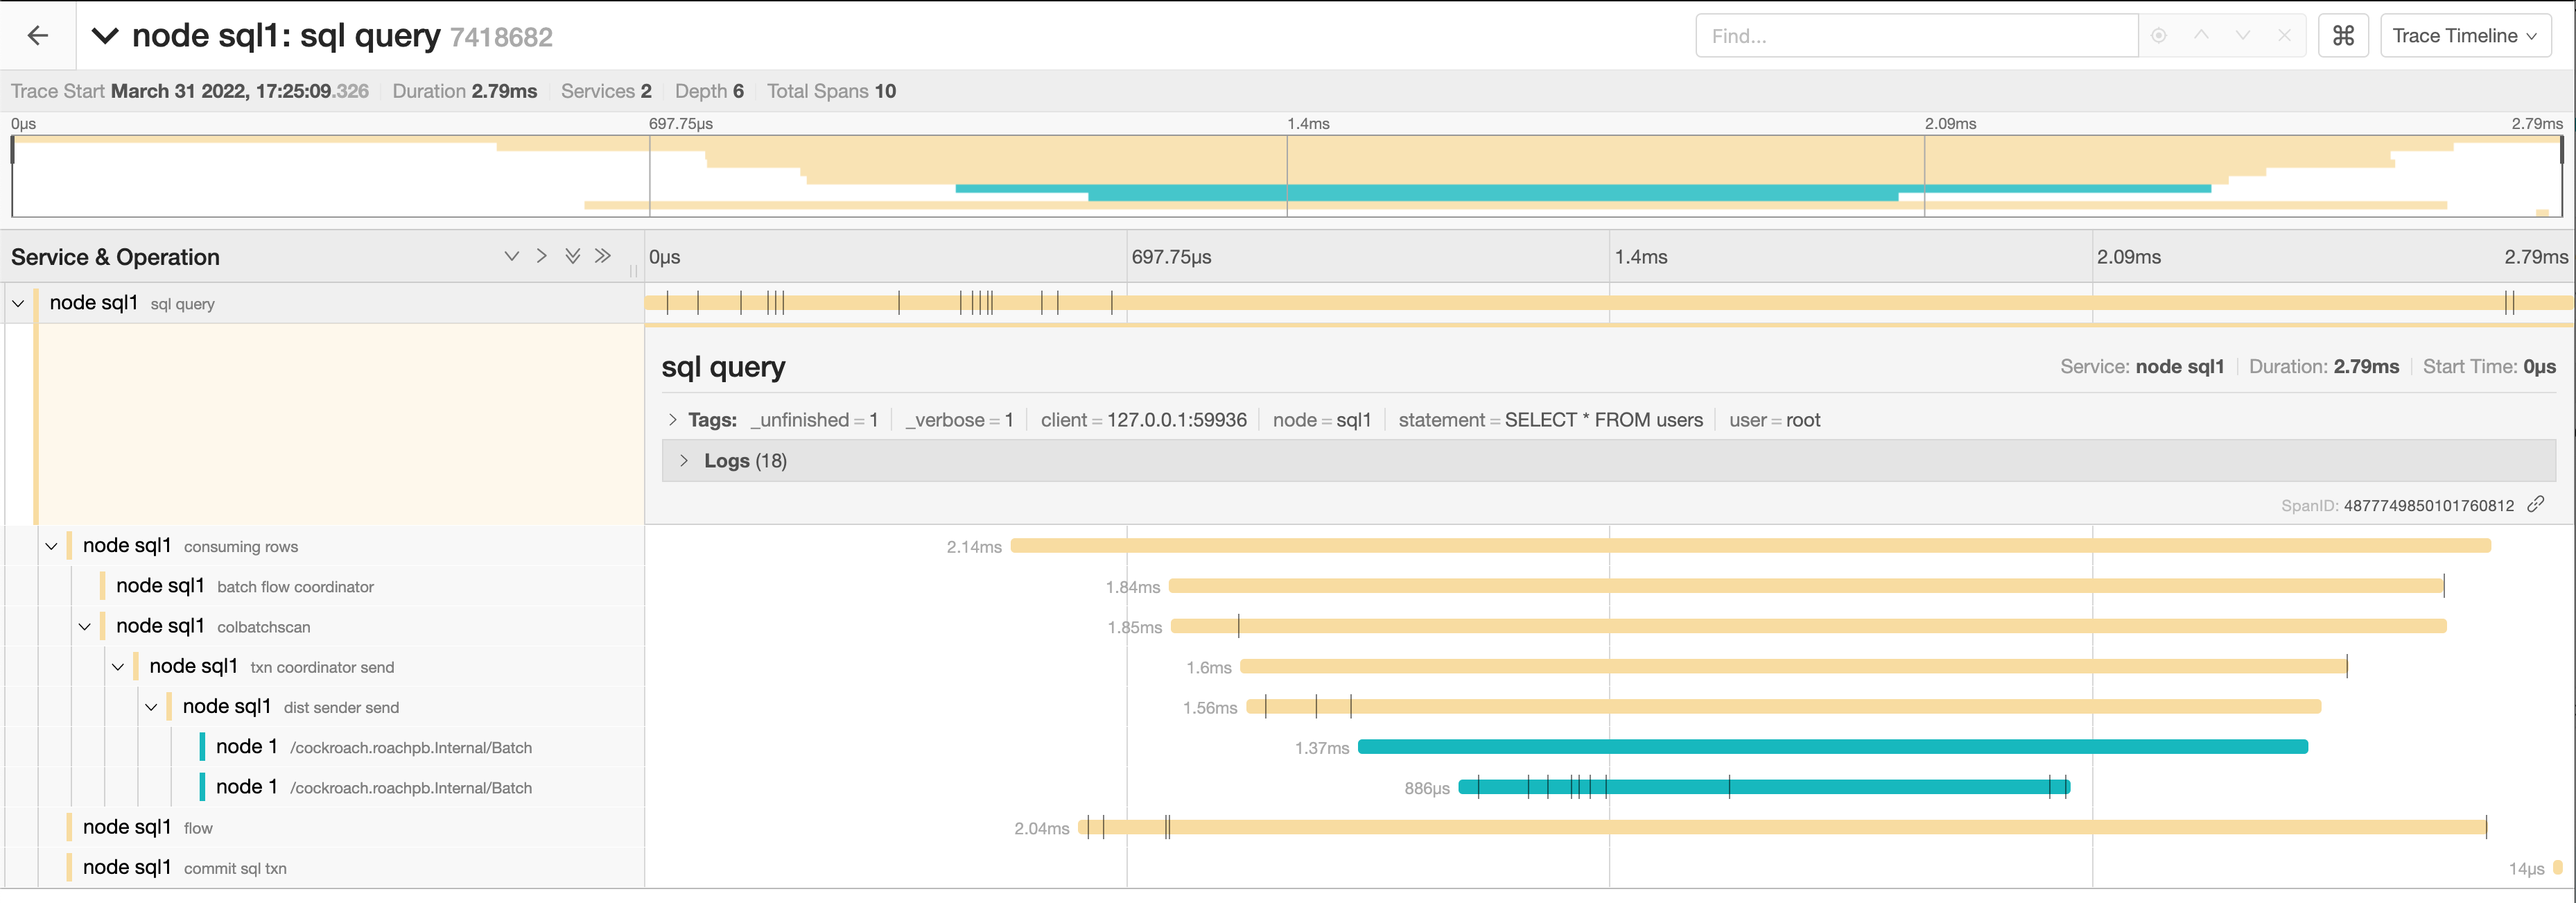 node sql1: sql query 7418682
Find...
⌘
Trace Timeline
Trace Start March 31 2022, 17:25:09.326 Duration 2.79ms Services 2 Depth 6 Total Spans 10
0μs 697.75μs 1.4ms 2.09ms 2.79ms
Service & Operation 0μs 697.75μs 1.4ms 2.09ms 2.79ms
node sql1 sql query
sql query Service: node sql1 Duration: 2.79ms Start Time: 0μs
Tags: _unfinished = 1 _verbose = 1 client = 127.0.0.1:59936 node = sql1 statement = SELECT * FROM users user = root
Logs (18)
SpanID: 4877749850101760812
node sql1 consuming rows 2.14ms
node sql1 batch flow coordinator 1.84ms
node sql1 colbatchscan 1.85ms
node sql1 txn coordinator send 1.6ms
node sql1 dist sender send 1.56ms
node 1 /cockroach.roachpb.Internal/Batch 1.37ms
node 1 /cockroach.roachpb.Internal/Batch 886μs
node sql1 flow 2.04ms
node sql1 commit sql txn 14μs